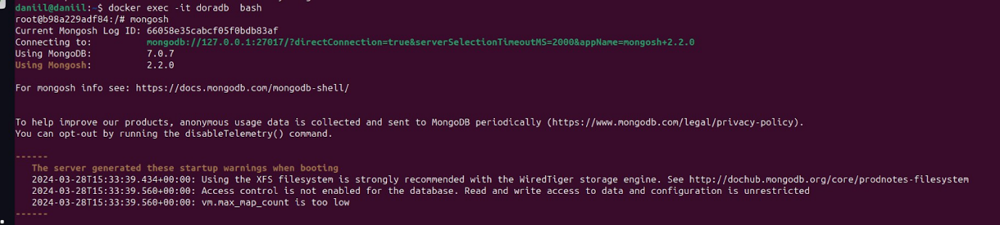 daniil@daniil:~$ docker exec -it doradb  bash
root@b98a229adf84:/# mongosh
Current Mongosh Log ID: 66058e35cabcf05f0bdb83af
Connecting to:          mongodb://127.0.0.1:27017/?directConnection=true&serverSelectionTimeoutMS=2000&appName=mongosh+2.2.0
Using MongoDB:          7.0.7
Using Mongosh:          2.2.0
For mongosh info see: https://docs.mongodb.com/mongodb-shell/
To help improve our products, anonymous usage data is collected and sent to MongoDB periodically (https://www.mongodb.com/legal/privacy-policy).
You can opt-out by running the disableTelemetry() command.
------
   The server generated these startup warnings when booting
   2024-03-28T15:33:39.434+00:00: Using the XFS filesystem is strongly recommended with the WiredTiger storage engine. See http://dochub.mongodb.org/core/prodnotes-filesystem
   2024-03-28T15:33:39.560+00:00: Access control is not enabled for the database. Read and write access to data and configuration is unrestricted
   2024-03-28T15:33:39.560+00:00: vm.max_map_count is too low
------